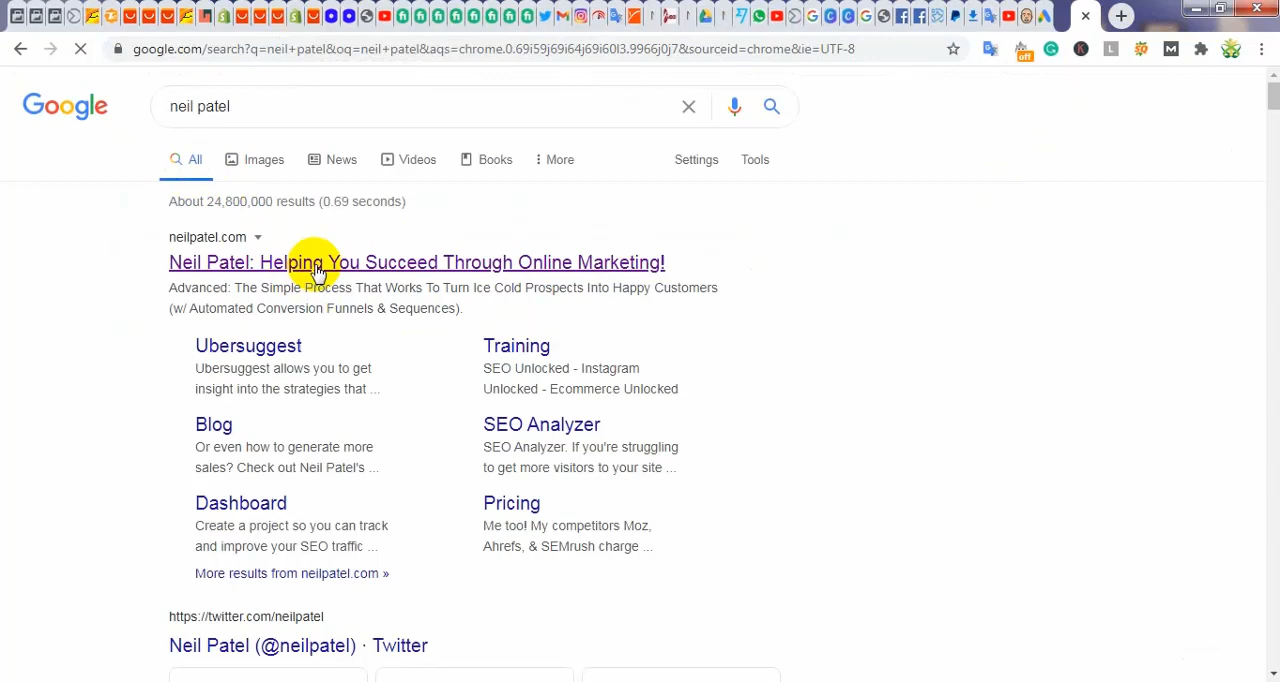 google.com/search?q=neil+patel&oq=neil+patel&aqs=chrome.0.69i59j69i64j69i60l3.9966j0j7&sourceid=chrome&ie=UTF-8
off
Google
neil patel
All Images News Videos Books More Settings Tools
About 24,800,000 results (0.69 seconds)
neilpatel.com
Neil Patel: Helping You Succeed Through Online Marketing!
Advanced: The Simple Process That Works To Turn Ice Cold Prospects Into Happy Customers
(w/ Automated Conversion Funnels & Sequences).
Ubersuggest
Ubersuggest allows you to get
insight into the strategies that ...
Training
SEO Unlocked - Instagram
Unlocked - Ecommerce Unlocked
Blog
Or even how to generate more
sales? Check out Neil Patel's ...
SEO Analyzer
SEO Analyzer. If you're struggling
to get more visitors to your site ...
Dashboard
Create a project so you can track
and improve your SEO traffic ...
Pricing
Me too! My competitors Moz,
Ahrefs, & SEMrush charge ...
More results from neilpatel.com »
https://twitter.com/neilpatel
Neil Patel (@neilpatel) · Twitter